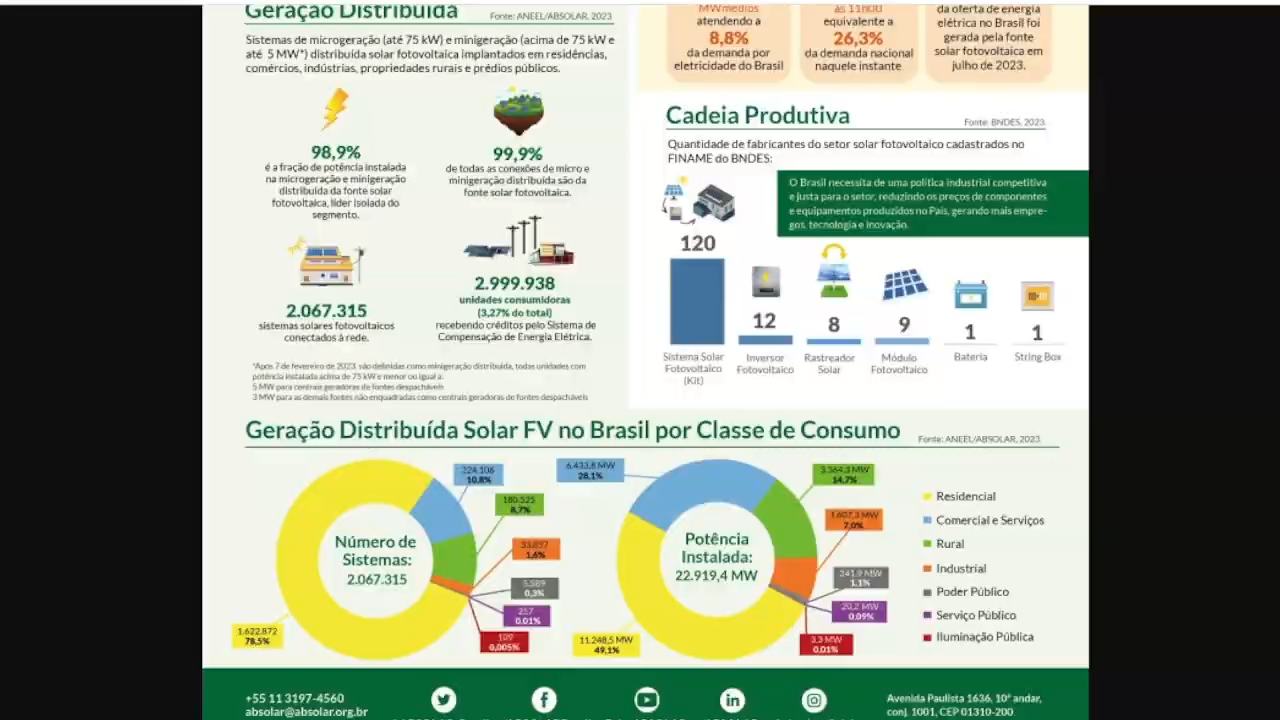 Geração Distribuída
Fonte: ANEEL/ABSOLAR, 2023
Sistemas de microgeração (até 75 kW) e minigeração (acima de 75 kW e
até 5 MW*) distribuída solar fotovoltaica implantados em residências,
comércios, indústrias, propriedades rurais e prédios públicos.
98,9%
é a fração de potência instalada
na microgeração e minigeração
distribuída da fonte solar
fotovoltaica, líder isolada do
segmento.
99,9%
de todas as conexões de micro e
minigeração distribuída são da
fonte solar fotovoltaica.
2.067.315
sistemas solares fotovoltaicos
conectados à rede.
2.999.938
unidades consumidoras
(3,27% do total)
recebendo créditos pelo Sistema de
Compensação de Energia Elétrica.
*Após 7 de fevereiro de 2023, são definidas como minigeração distribuída, todas unidades com
potência instalada acima de 75 kW e menor ou igual a:
5 MW para centrais geradoras de fontes despacháveis
3 MW para as demais fontes não enquadradas como centrais geradoras de fontes despacháveis
MWmédios
atendendo a
8,8%
da demanda por
eletricidade do Brasil
às 11h00
equivalente a
26,3%
da demanda nacional
naquele instante
da oferta de energia
elétrica no Brasil foi
gerada pela fonte
solar fotovoltaica em
julho de 2023.
Cadeia Produtiva
Fonte: BNDES, 2023.
Quantidade de fabricantes do setor solar fotovoltaico cadastrados no
FINAME do BNDES:
O Brasil necessita de uma política industrial competitiva
e justa para o setor, reduzindo os preços de componentes
e equipamentos produzidos no País, gerando mais empre-
gos, tecnologia e inovação.
120
12
8
9
1
1
Sistema Solar
Fotovoltaico
(Kit)
Inversor
Fotovoltaico
Rastreador
Solar
Módulo
Fotovoltaico
Bateria
String Box
Geração Distribuída Solar FV no Brasil por Classe de Consumo
Fonte: ANEEL/ABSOLAR, 2023.
224.106
10,8%
180.525
8,7%
1,6%
5.589
0,3%
257
0,01%
109
0,005%
1.622.872
78,5%
Número de
Sistemas:
2.067.315
6.433,8 MW
28,1%
3.364,3 MW
14,7%
1.607,3 MW
7,0%
241,9 MW
1,1%
20,2 MW
0,09%
3,3 MW
0,01%
11.248,5 MW
49,1%
Potência
Instalada:
22.919,4 MW
Residencial
Comercial e Serviços
Rural
Industrial
Poder Público
Serviço Público
Iluminação Pública
+55 11 3197-4560
absolar@absolar.org.br
Avenida Paulista 1636, 10º andar,
conj. 1001, CEP 01310-200